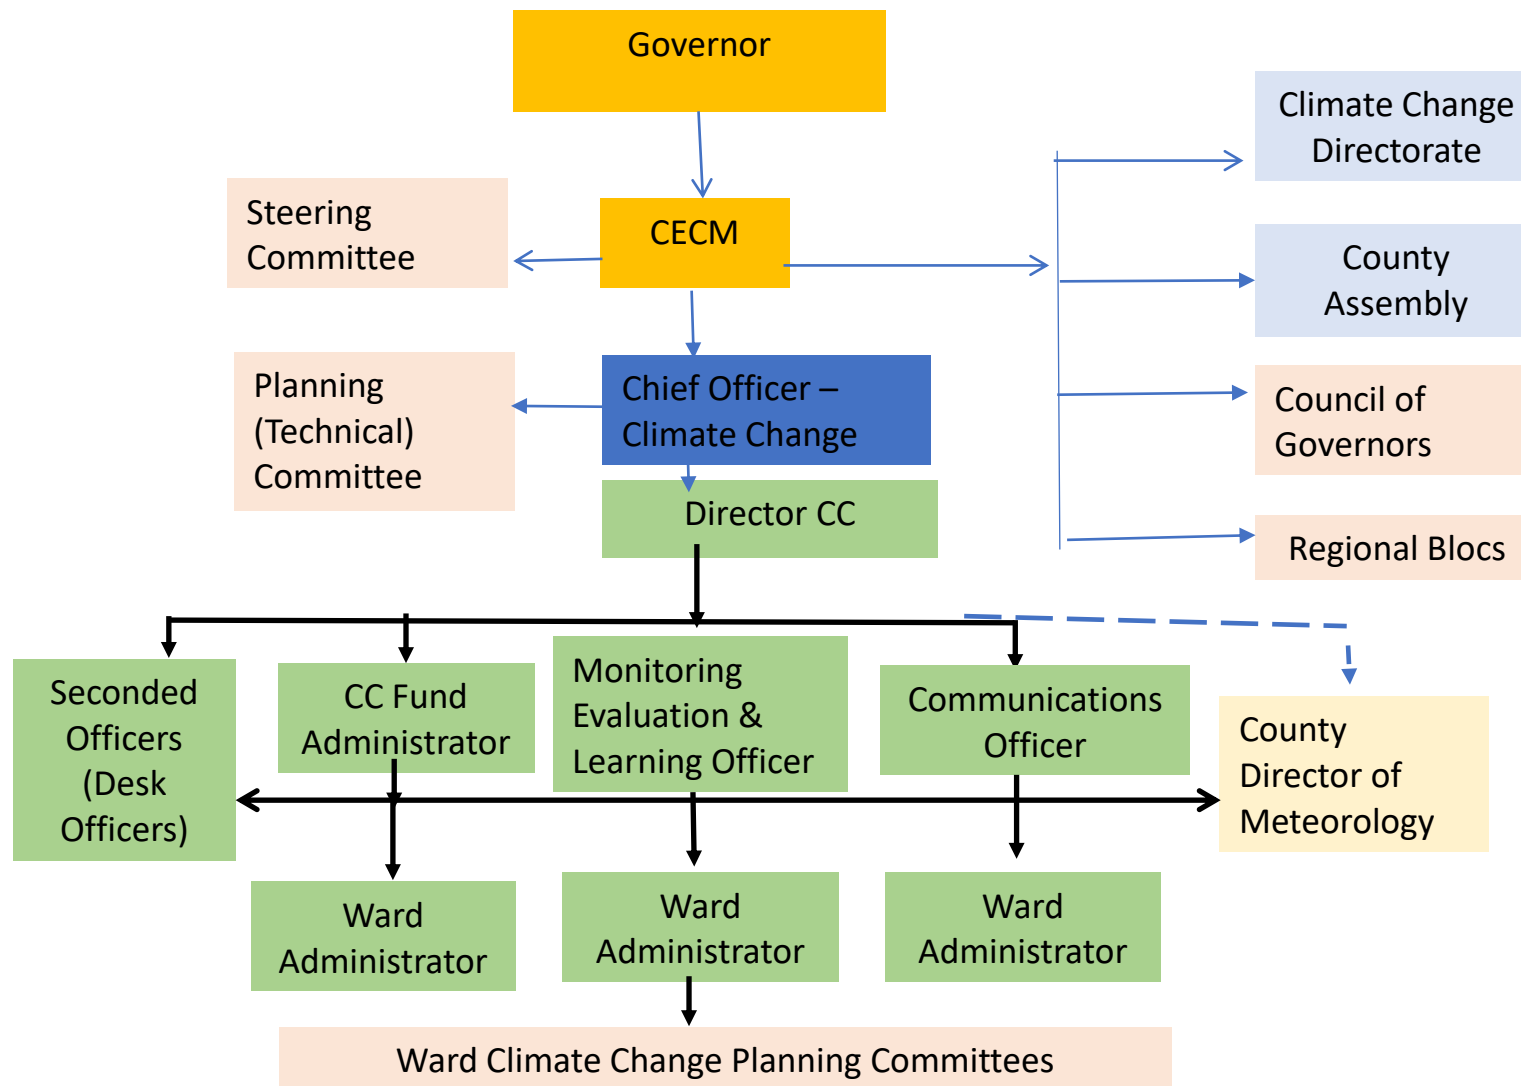 Governor
Climate Change
Directorate
Steering
Committee
CECM
County
Assembly
Planning
(Technical)
Committee
Chief Officer –
Climate Change
Council of
Governors
Director CC
Regional Blocs
Seconded
Officers
(Desk
Officers)
CC Fund
Administrator
Monitoring
Evaluation &
Learning Officer
Communications
Officer
County
Director of
Meteorology
Ward
Administrator
Ward
Administrator
Ward
Administrator
Ward Climate Change Planning Committees